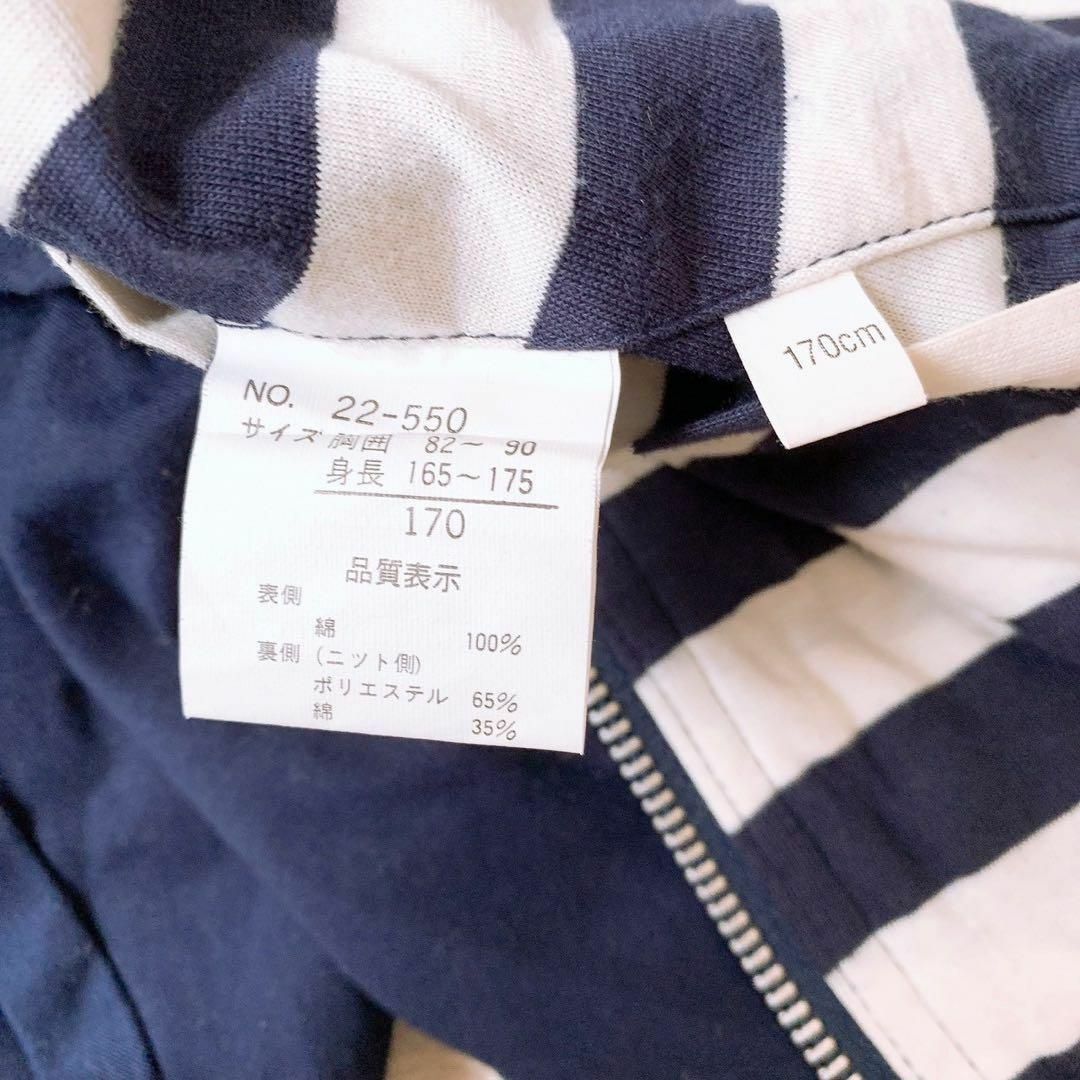 NO. 22-550
サイズ 胸囲 82～ 90
身長 165～175
170
品質表示
表側
綿 100%
裏側 (ニット側)
ポリエステル 65%
綿 35%
170cm